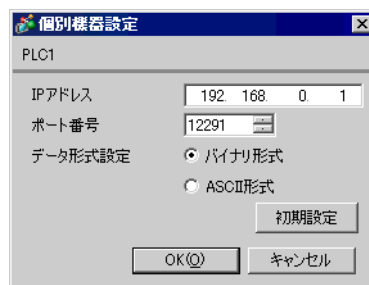 個別機器設定
PLC1
IPアドレス 192. 168. 0. 1
ポート番号 12291
データ形式設定 バイナリ形式
ASCII形式
初期設定
OK(O) キャンセル